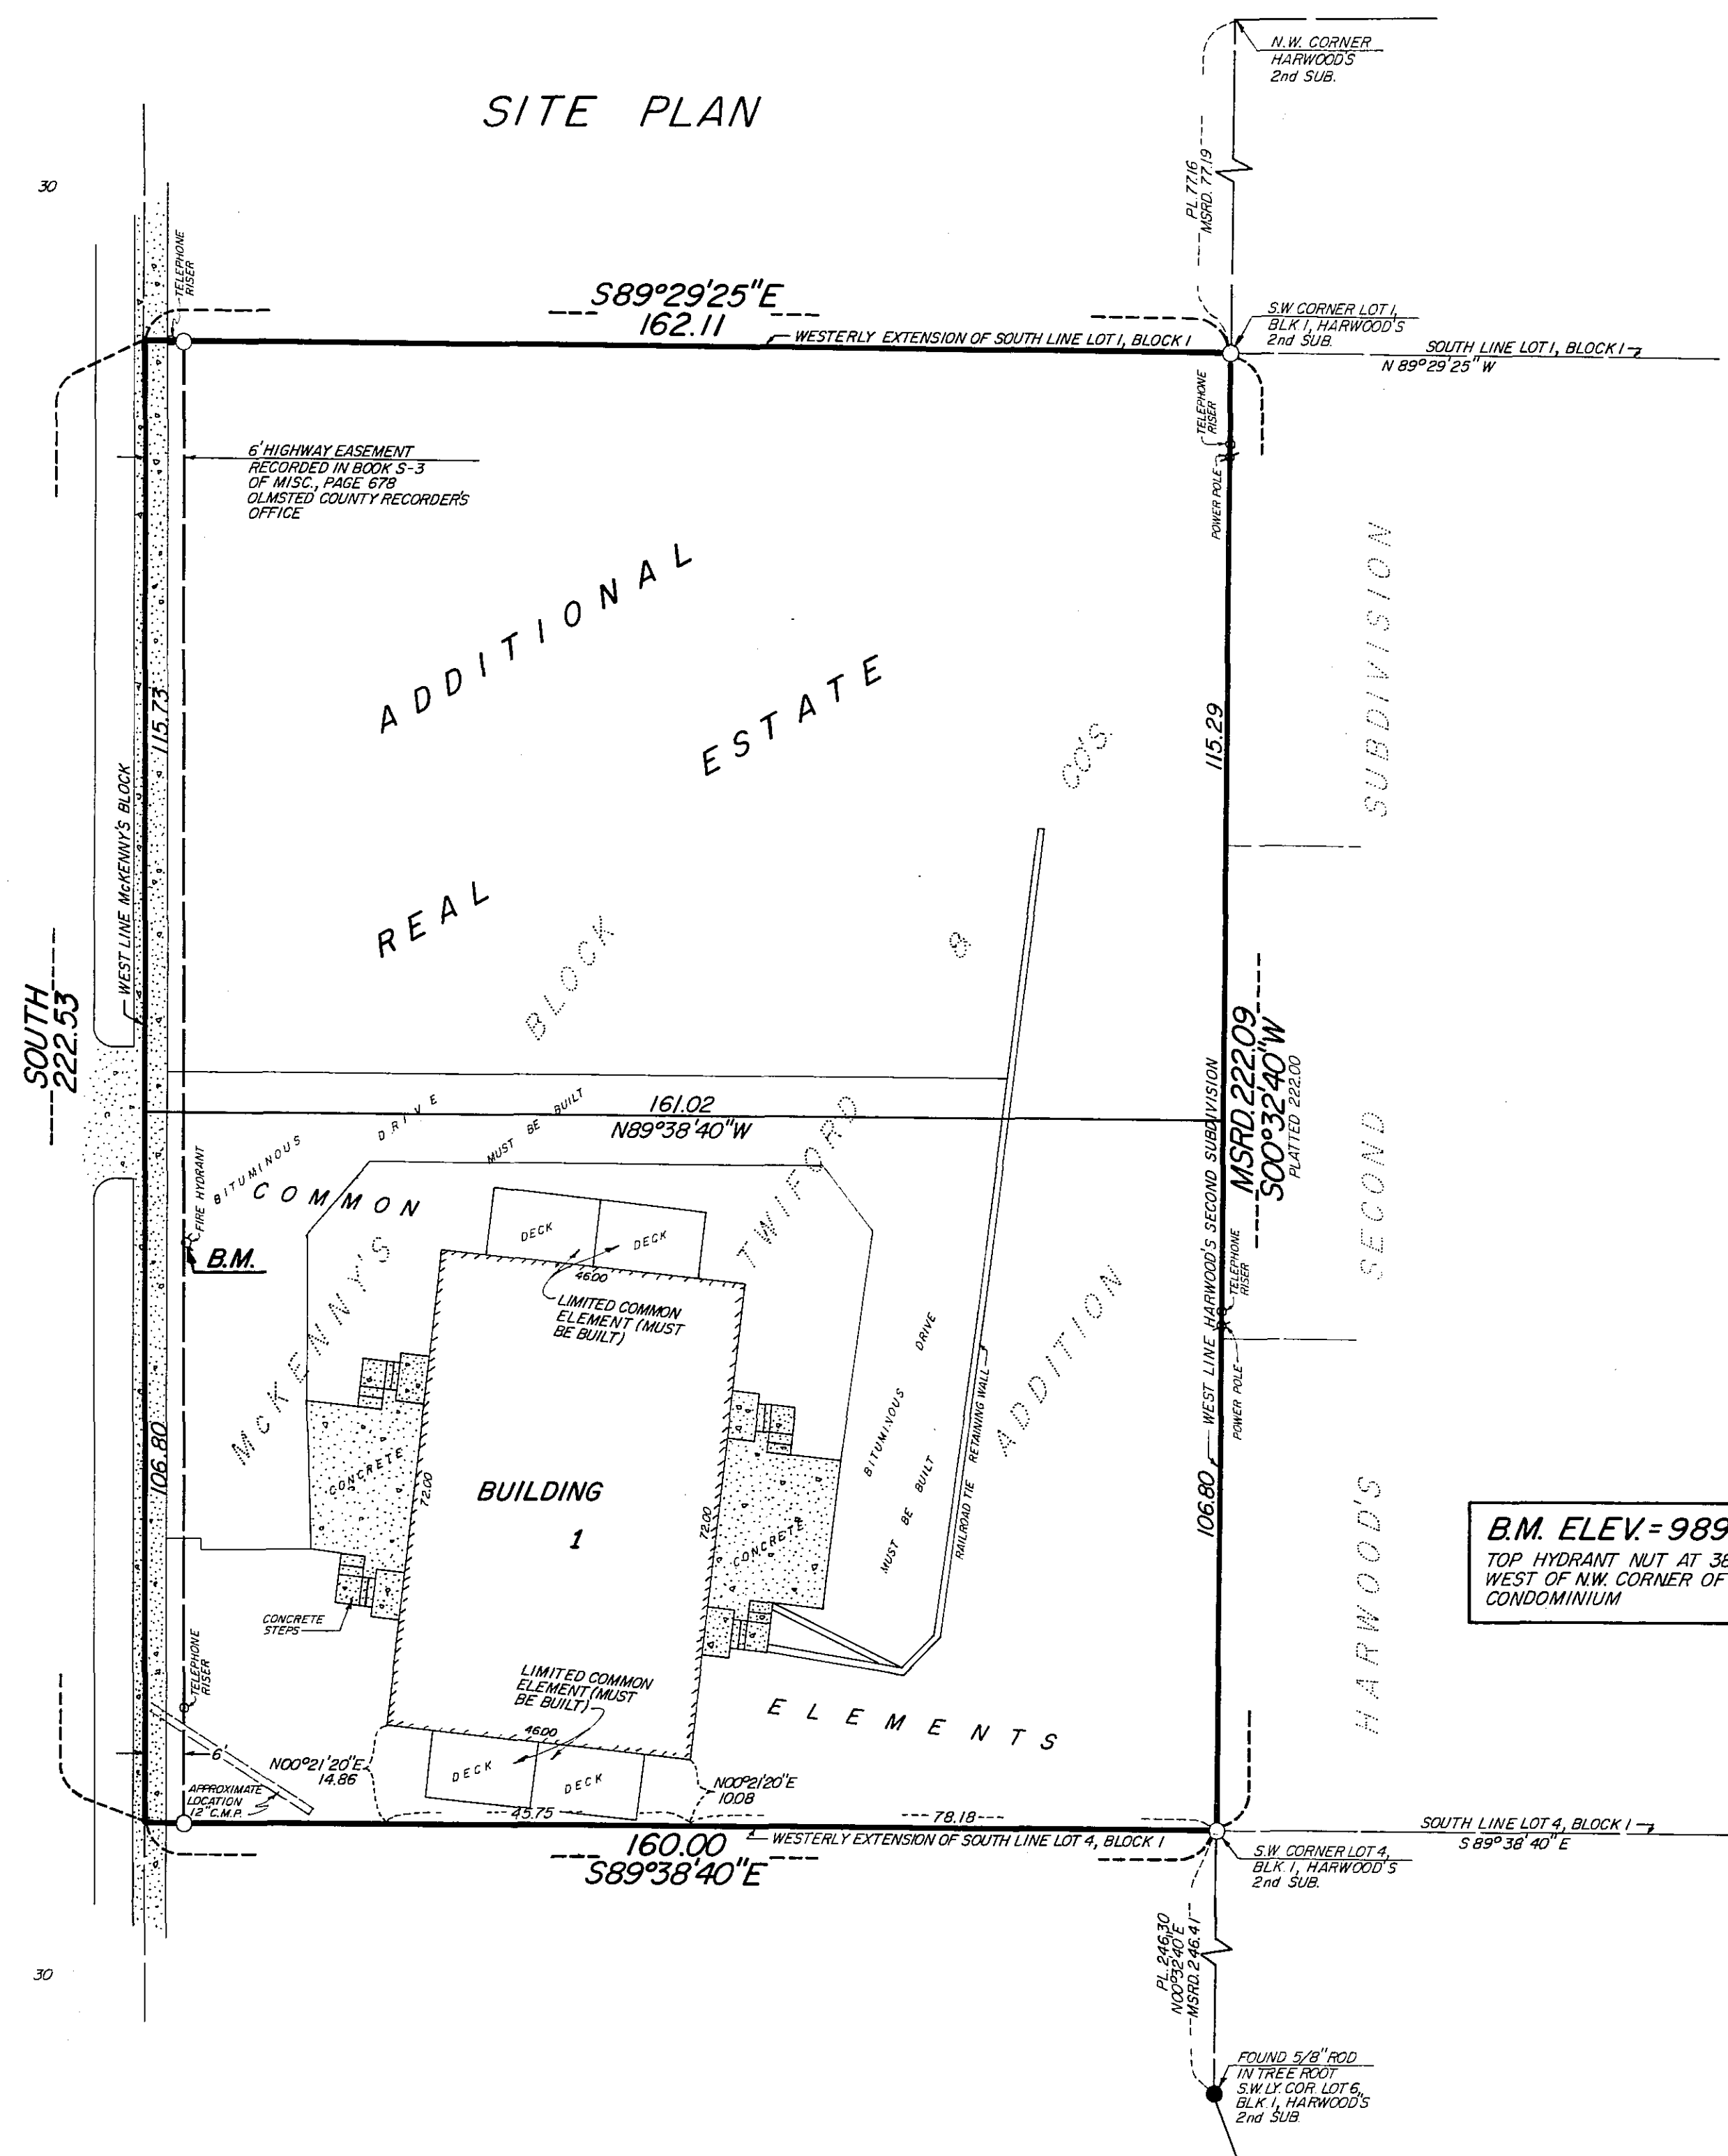 SITE PLAN
N.W. CORNER
HARWOOD'S
2nd SUB.
30
PL. 77.16
MSRD. 77.19
TELEPHONE
RISER
S89°29'25"E
162.11
WESTERLY EXTENSION OF SOUTH LINE LOT 1, BLOCK 1
S.W. CORNER LOT 1,
BLK. 1, HARWOOD'S
2nd SUB.
SOUTH LINE LOT 1, BLOCK 1
N 89°29'25" W
TELEPHONE
RISER
POWER POLE
6' HIGHWAY EASEMENT
RECORDED IN BOOK S-3
OF MISC., PAGE 678
OLMSTED COUNTY RECORDER'S
OFFICE
ADDITIONAL
REAL
ESTATE
115.73
115.29
WEST LINE McKENNY'S BLOCK
SOUTH
222.53
McKENNY'S
BLOCK
TWIFORD
&
CO'S.
ADDITION
HARWOOD'S
SECOND
SUBDIVISION
MSRD. 222.09
S00°32'40"W
PLATTED 222.00
WEST LINE HARWOOD'S SECOND SUBDIVISION
161.02
N89°38'40"W
BITUMINOUS DRIVE
MUST BE BUILT
COMMON
FIRE HYDRANT
B.M.
DECK
DECK
46.00
LIMITED COMMON
ELEMENT (MUST
BE BUILT)
TELEPHONE
RISER
POWER POLE
106.80
106.80
CONCRETE
72.00
BUILDING
1
72.00
CONCRETE
BITUMINOUS DRIVE
MUST BE BUILT
RAILROAD TIE RETAINING WALL
B.M. ELEV. = 989
TOP HYDRANT NUT AT 38
WEST OF N.W. CORNER OF
CONDOMINIUM
CONCRETE
STEPS
TELEPHONE
RISER
LIMITED COMMON
ELEMENT (MUST
BE BUILT)
46.00
ELEMENTS
6'
N00°21'20"E
14.86
DECK
DECK
N00°21'20"E
10.08
APPROXIMATE
LOCATION
12" C.M.P.
45.75
78.18
160.00
S89°38'40"E
WESTERLY EXTENSION OF SOUTH LINE LOT 4, BLOCK 1
SOUTH LINE LOT 4, BLOCK 1
S 89°38'40" E
S.W. CORNER LOT 4,
BLK. 1, HARWOOD'S
2nd SUB.
PL. 246.30
N00°32'40"E
MSRD. 246.41
30
FOUND 5/8" ROD
IN TREE ROOT
S.W.LY. COR. LOT 6,
BLK. 1, HARWOOD'S
2nd SUB.